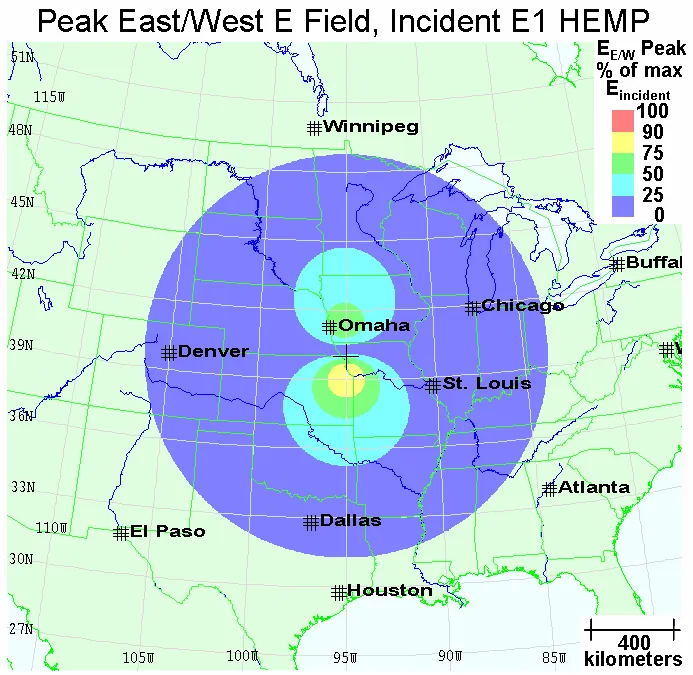 Peak East/West E Field, Incident E1 HEMP
E E/W Peak
% of max
E incident
100
90
75
50
25
0
51N
115W
48N
Winnipeg
45N
42N
Buffal
Chicago
Omaha
39N
Denver
St. Louis
36N
33N
Atlanta
110W
El Paso
Dallas
30N
Houston
27N
400
kilometers
105W
100W
95W
90W
85W